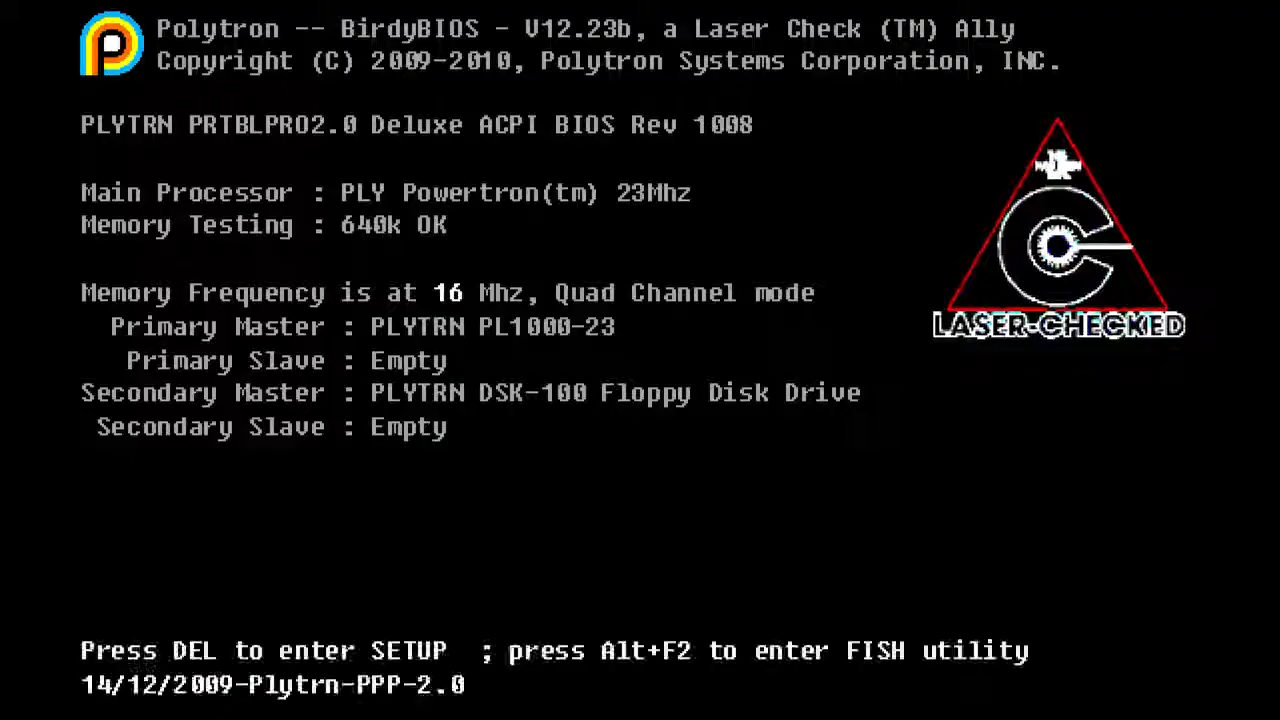 Polytron -- BirdyBIOS - V12.23b, a Laser Check (TM) Ally
Copyright (C) 2009-2010, Polytron Systems Corporation, INC.
PLYTRN PRTBLPRO2.0 Deluxe ACPI BIOS Rev 1008
Main Processor : PLY Powertron(tm) 23Mhz
Memory Testing : 640k OK
Memory Frequency is at 16 Mhz, Quad Channel mode
Primary Master : PLYTRN PL1000-23
Primary Slave : Empty
Secondary Master : PLYTRN DSK-100 Floppy Disk Drive
Secondary Slave : Empty
LASER-CHECKED
Press DEL to enter SETUP  ; press Alt+F2 to enter FISH utility
14/12/2009-Plytrn-PPP-2.0